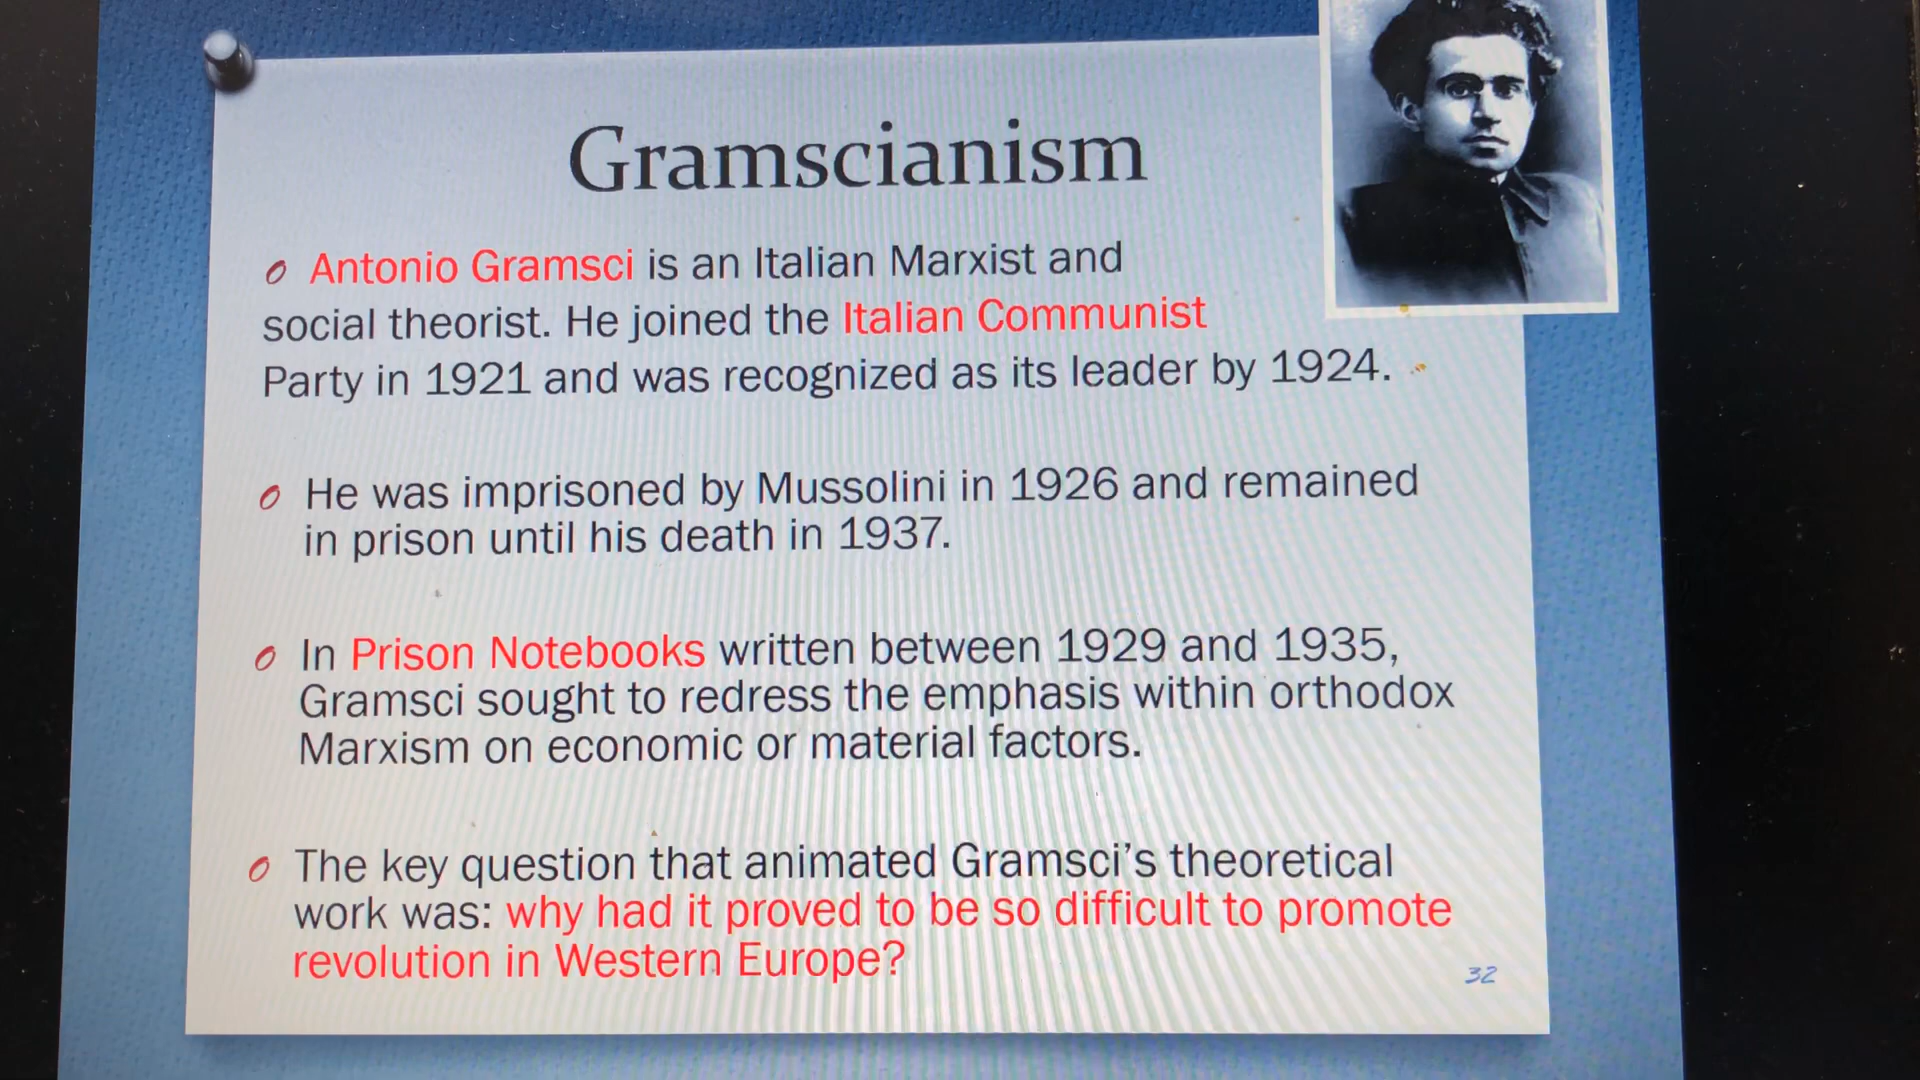 Gramscianism
Antonio Gramsci is an Italian Marxist and
social theorist. He joined the Italian Communist
Party in 1921 and was recognized as its leader by 1924.
He was imprisoned by Mussolini in 1926 and remained
in prison until his death in 1937.
In Prison Notebooks written between 1929 and 1935,
Gramsci sought to redress the emphasis within orthodox
Marxism on economic or material factors.
The key question that animated Gramsci's theoretical
work was: why had it proved to be so difficult to promote
revolution in Western Europe?
32